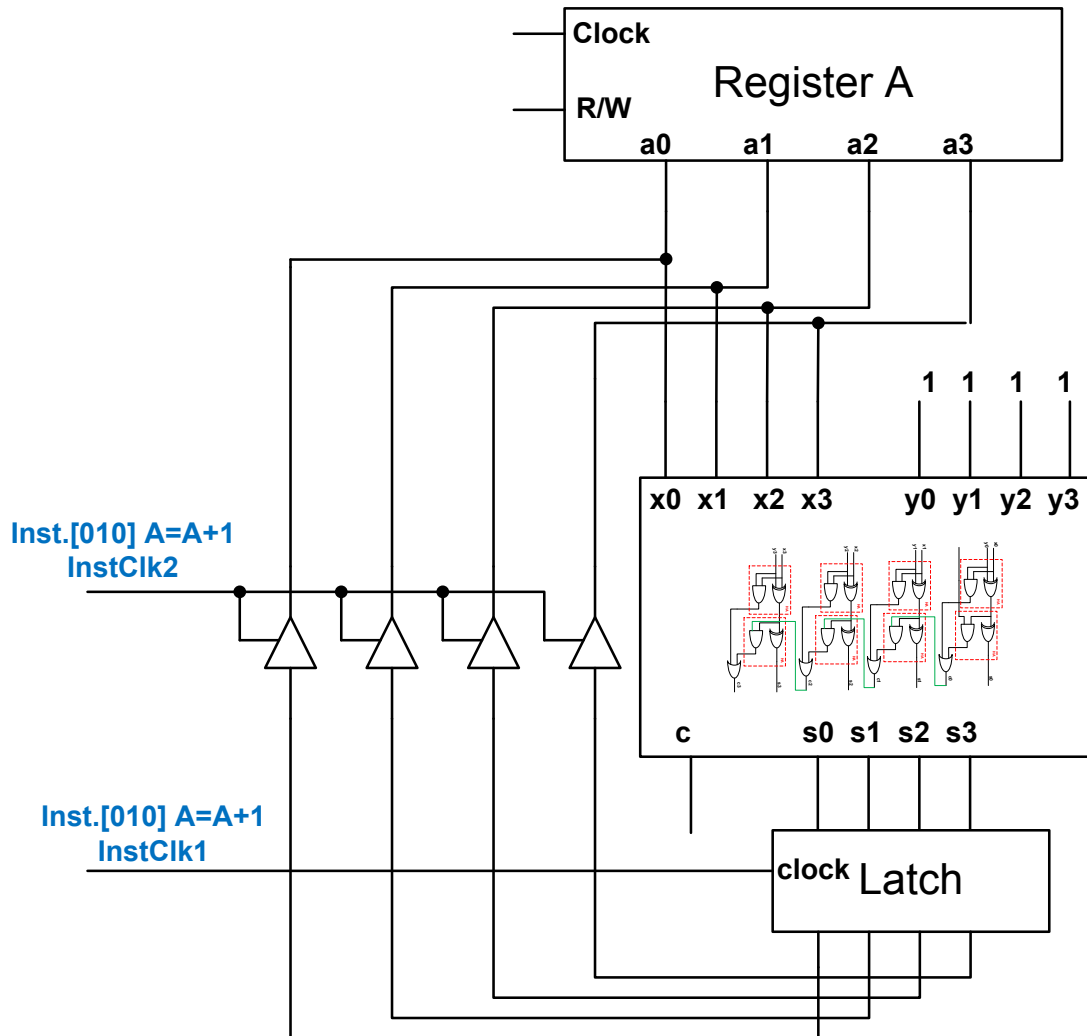 Clock
Register A
R/W
a0 a1 a2 a3
1 1 1 1
x0 x1 x2 x3 y0 y1 y2 y3
Inst.[010] A=A+1
InstClk2
c s0 s1 s2 s3
Inst.[010] A=A+1
InstClk1
clock Latch